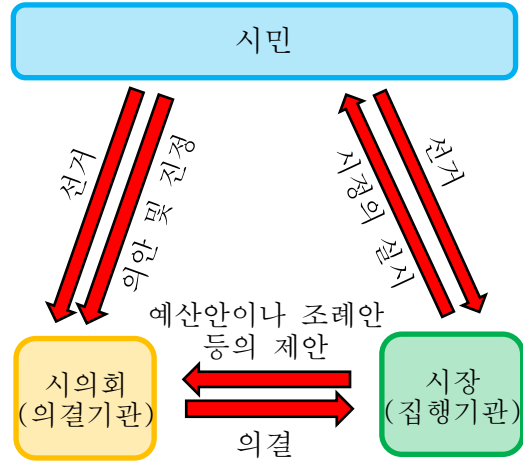 시민
선거
의안 및 진정
시정의 실시
선거
예산안이나 조례안
등의 제안
시의회
(의결기관)
시장
(집행기관)
의결